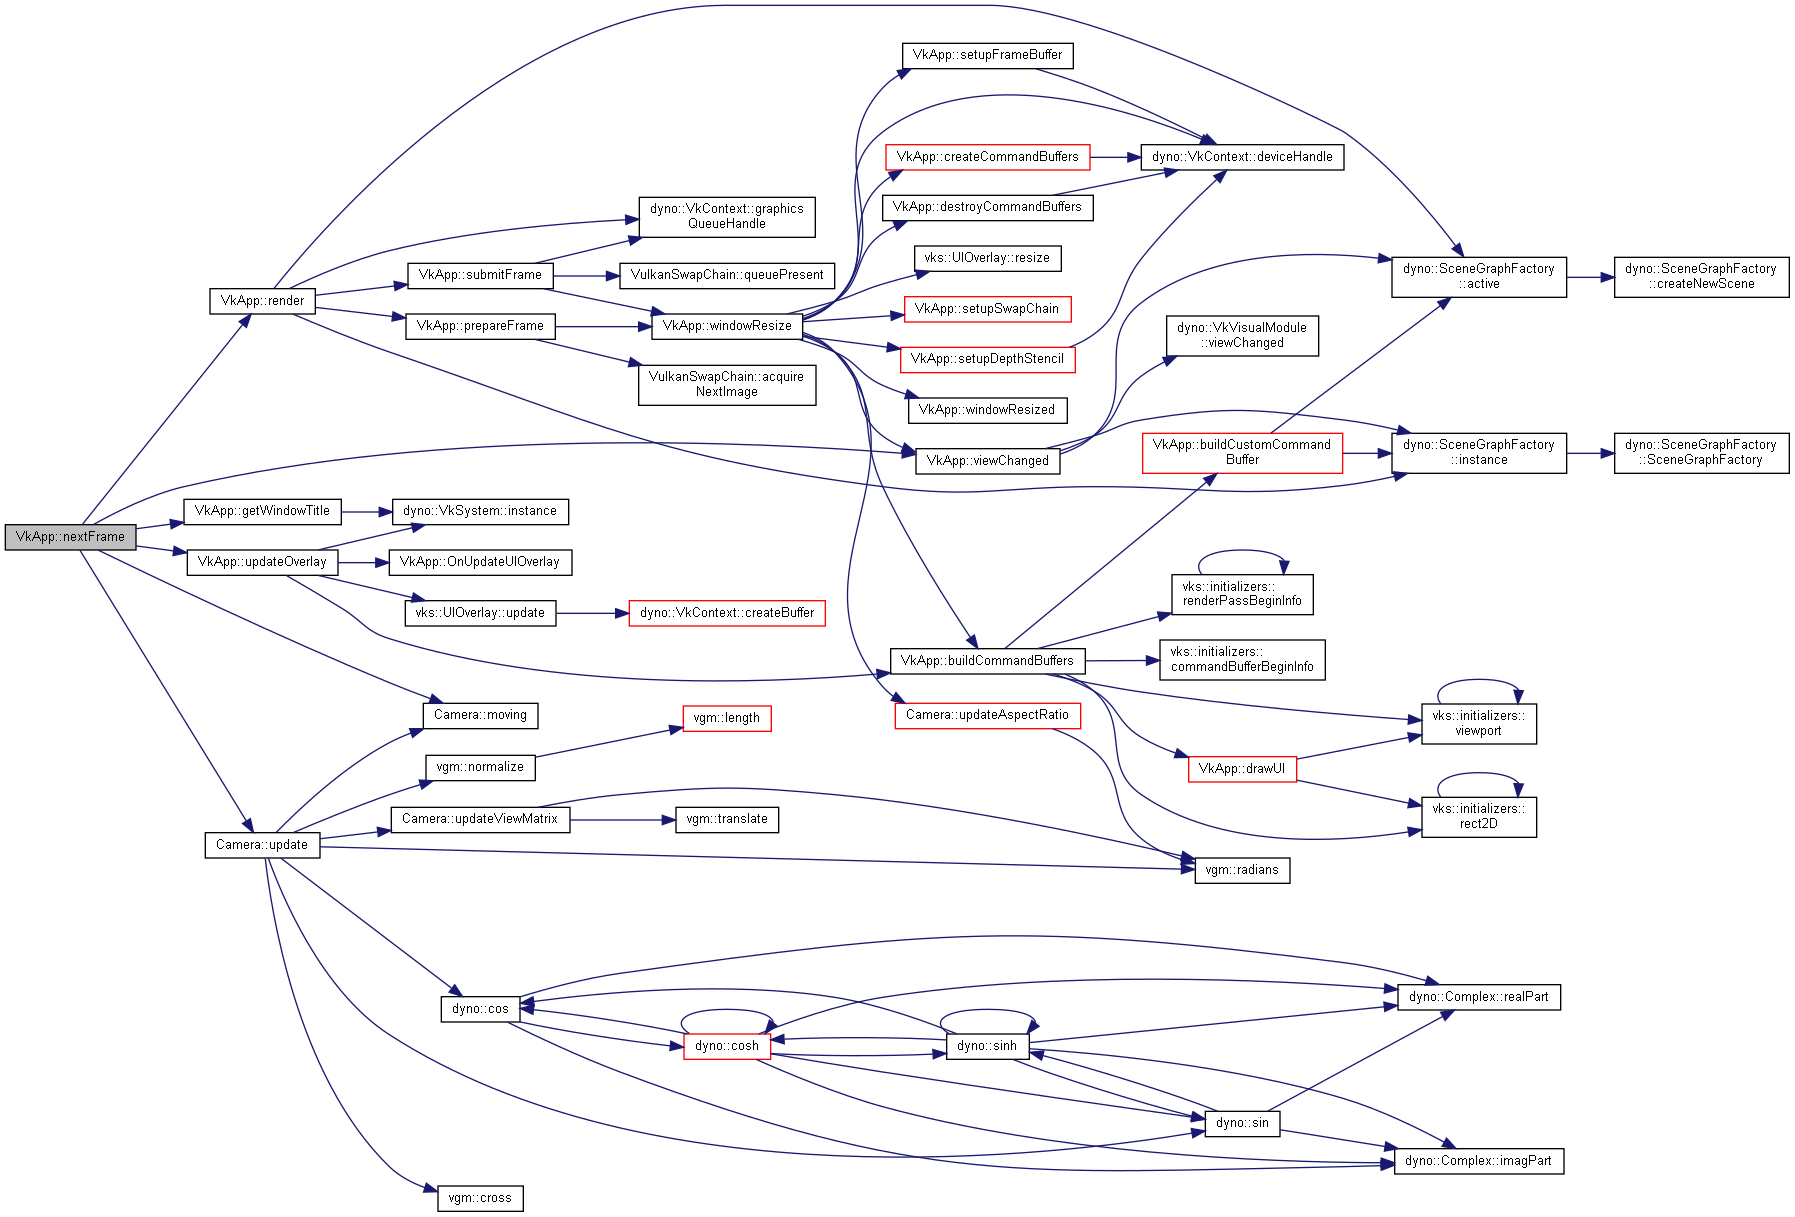 VkApp::setupFrameBuffer
VkApp::createCommandBuffers
dyno::VkContext::deviceHandle
VkApp::destroyCommandBuffers
dyno::VkContext::graphics
QueueHandle
vks::UIOverlay::resize
VkApp::submitFrame
VulkanSwapChain::queuePresent
dyno::SceneGraphFactory
::active
dyno::SceneGraphFactory
::createNewScene
VkApp::render
VkApp::setupSwapChain
VkApp::prepareFrame
VkApp::windowResize
dyno::VkVisualModule
::viewChanged
VkApp::setupDepthStencil
VulkanSwapChain::acquire
NextImage
VkApp::windowResized
VkApp::viewChanged
VkApp::buildCustomCommand
Buffer
dyno::SceneGraphFactory
::instance
dyno::SceneGraphFactory
::SceneGraphFactory
VkApp::getWindowTitle
dyno::VkSystem::instance
VkApp::nextFrame
VkApp::updateOverlay
VkApp::OnUpdateUIOverlay
vks::initializers::
renderPassBeginInfo
vks::UIOverlay::update
dyno::VkContext::createBuffer
VkApp::buildCommandBuffers
vks::initializers::
commandBufferBeginInfo
Camera::moving
vgm::length
Camera::updateAspectRatio
vks::initializers::
viewport
vgm::normalize
VkApp::drawUI
Camera::updateViewMatrix
vgm::translate
vks::initializers::
rect2D
Camera::update
vgm::radians
dyno::cos
dyno::Complex::realPart
dyno::cosh
dyno::sinh
dyno::sin
dyno::Complex::imagPart
vgm::cross